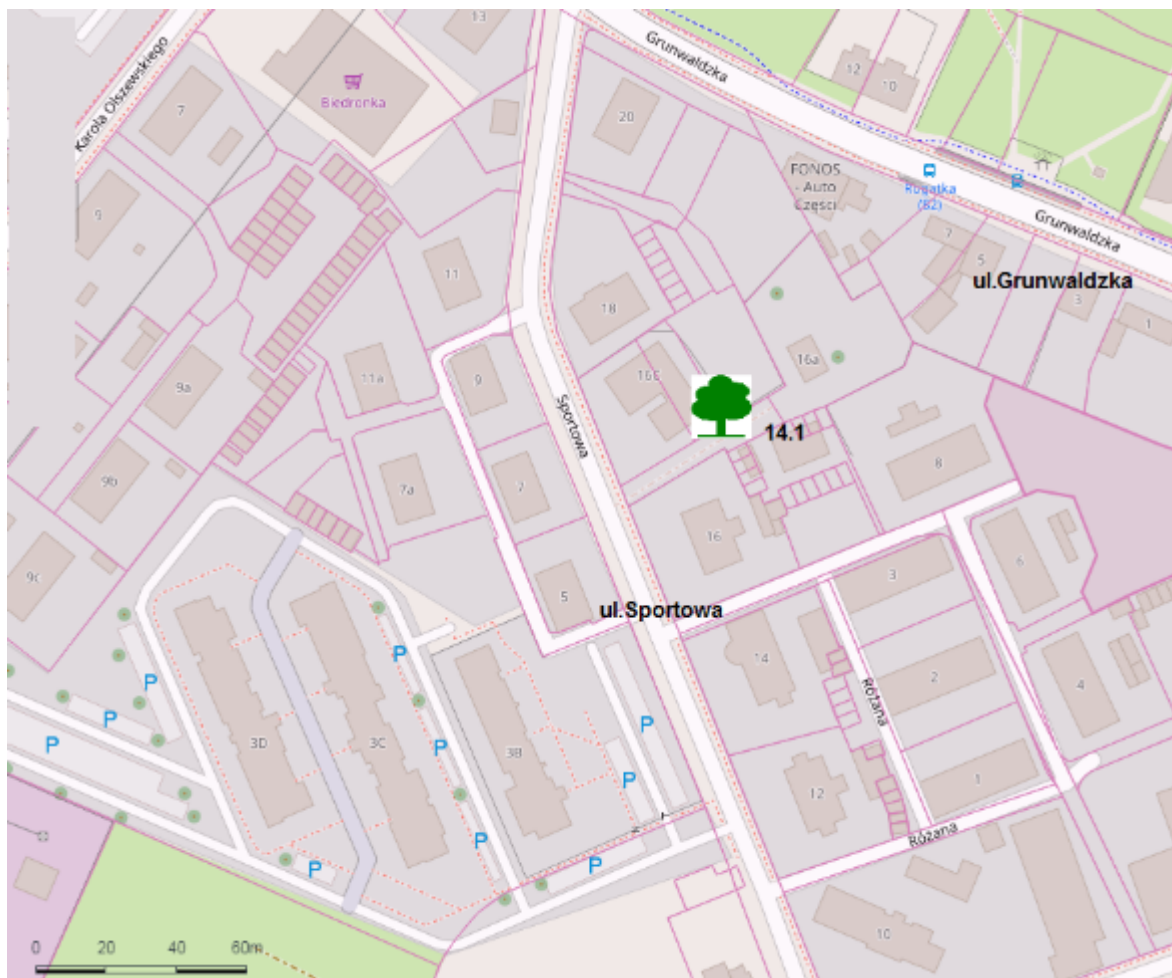 Karola Olszewskiego
13
Grunwaldzka
12
10
7
Biedronka
20
FONOS
- Auto
Części
Rogatka
(82)
Grunwaldzka
9
7
5
ul.Grunwaldzka
11
18
3
1
16a
9a
11a
9
16C
Sportowa
14.1
9b
7a
7
8
16
9C
5
ul.Sportowa
3
6
14
2
Różana
4
P
P
P
P
3D
3C
P
3B
P
P
12
1
P
P
P
Różana
10
0 20 40 60m